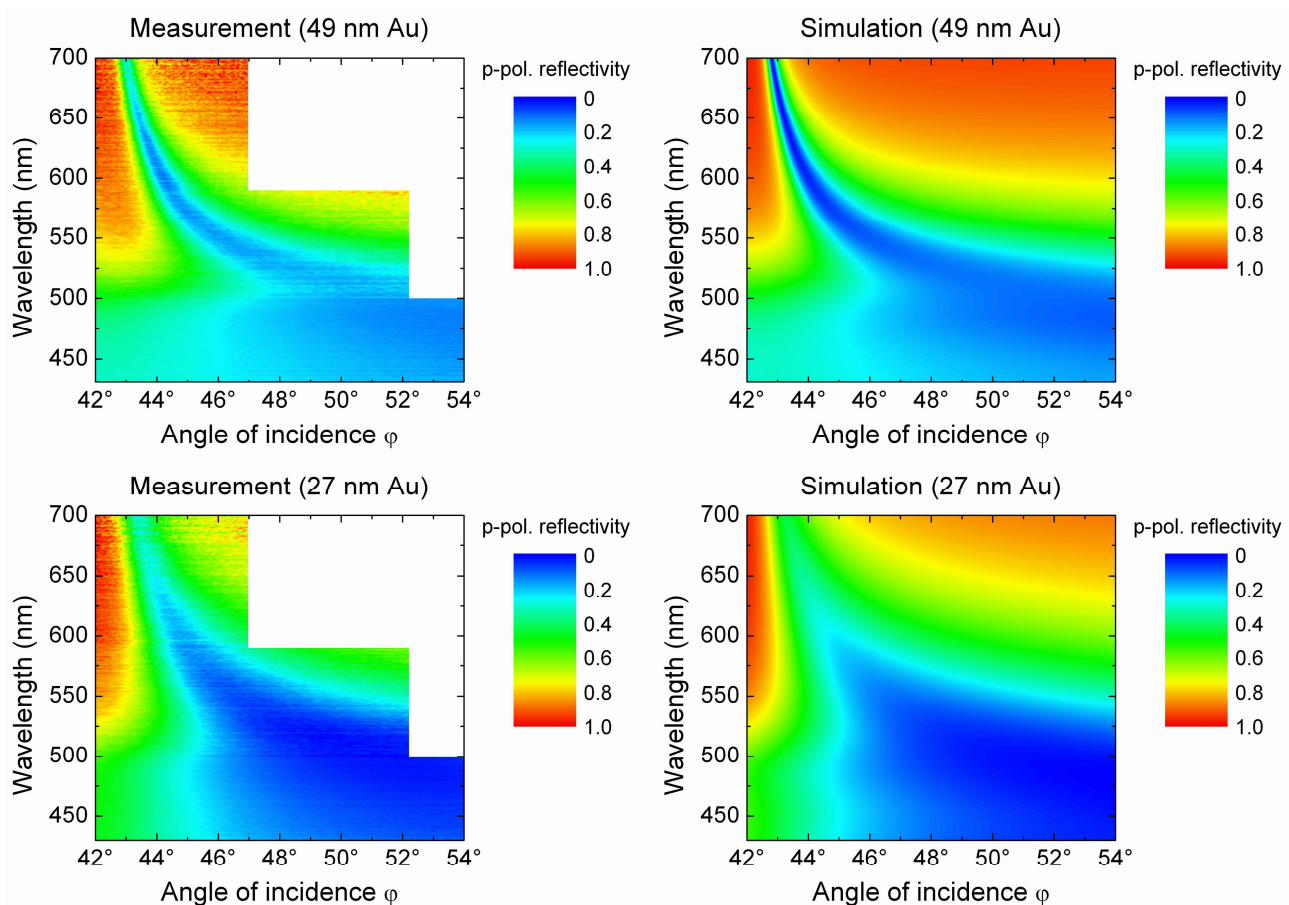 Measurement (49 nm Au)
Wavelength (nm)
700
650
600
550
500
450
42° 44° 46° 48° 50° 52° 54°
Angle of incidence φ
p-pol. reflectivity
0
0.2
0.4
0.6
0.8
1.0
Simulation (49 nm Au)
Wavelength (nm)
700
650
600
550
500
450
42° 44° 46° 48° 50° 52° 54°
Angle of incidence φ
p-pol. reflectivity
0
0.2
0.4
0.6
0.8
1.0
Measurement (27 nm Au)
Wavelength (nm)
700
650
600
550
500
450
42° 44° 46° 48° 50° 52° 54°
Angle of incidence φ
p-pol. reflectivity
0
0.2
0.4
0.6
0.8
1.0
Simulation (27 nm Au)
Wavelength (nm)
700
650
600
550
500
450
42° 44° 46° 48° 50° 52° 54°
Angle of incidence φ
p-pol. reflectivity
0
0.2
0.4
0.6
0.8
1.0